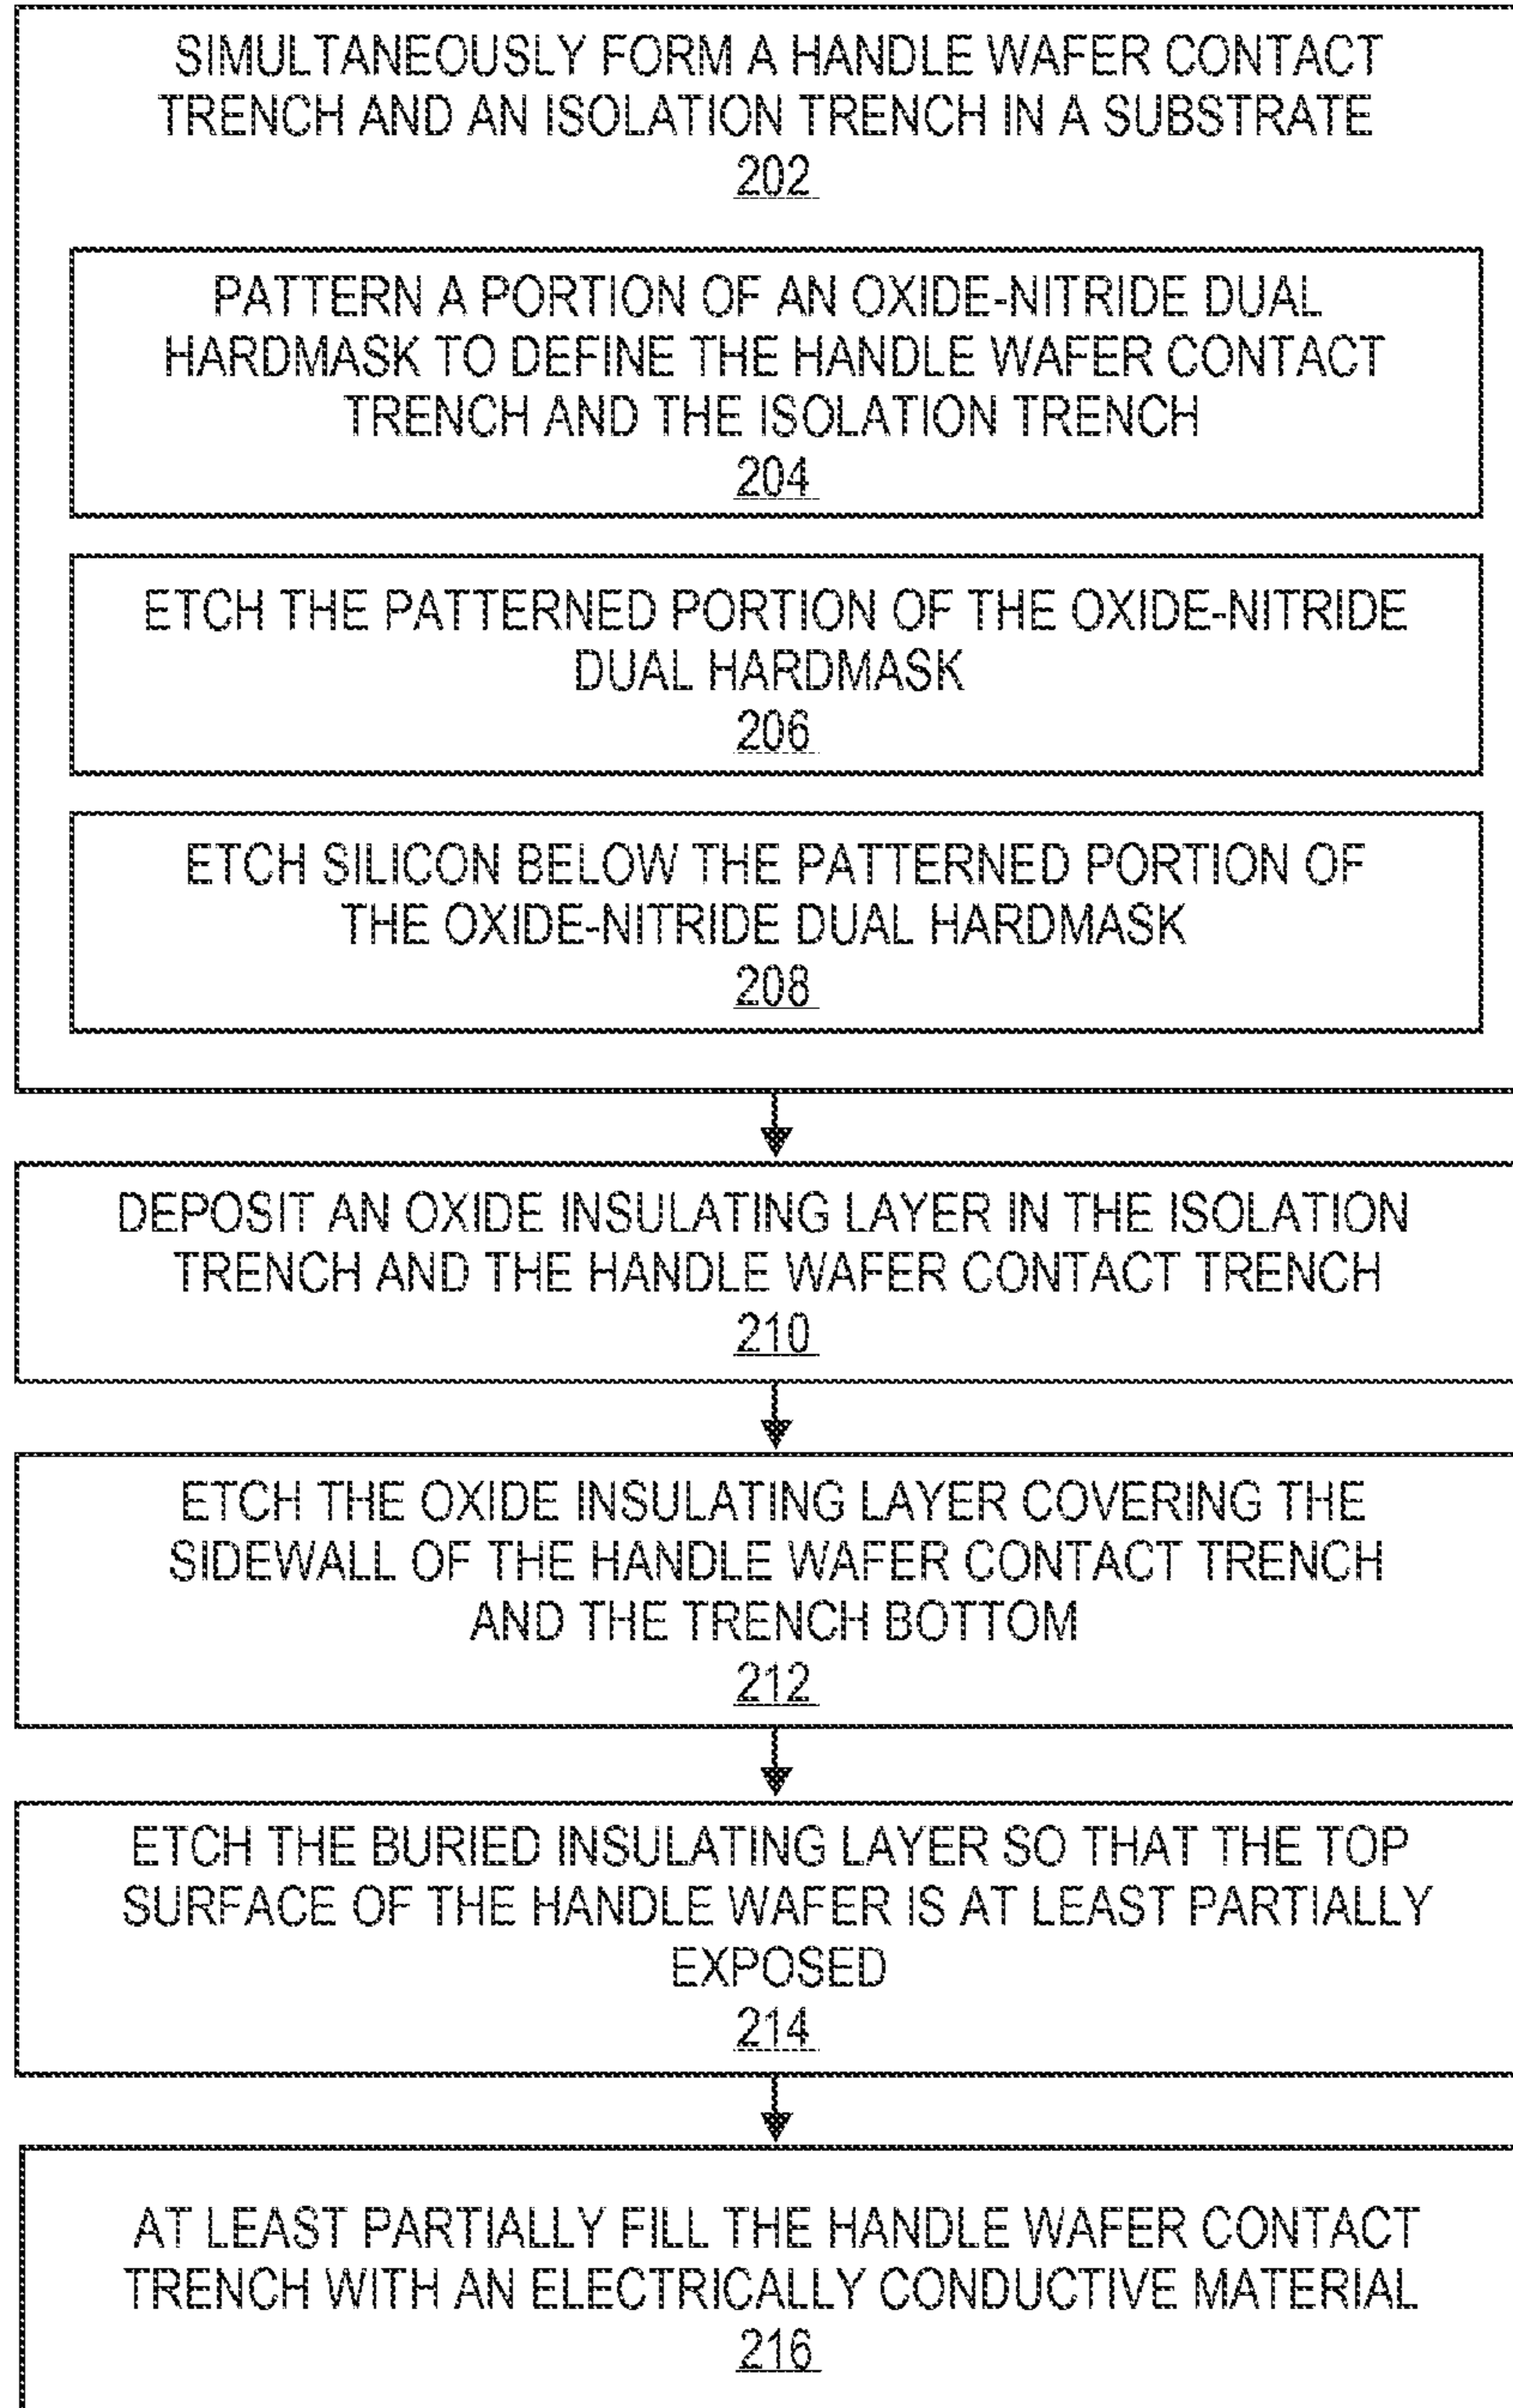 SIMULTANEOUSLY FORM A HANDLE WAFER CONTACT
TRENCH AND AN ISOLATION TRENCH IN A SUBSTRATE
202
PATTERN A PORTION OF AN OXIDE-NITRIDE DUAL
HARDMASK TO DEFINE THE HANDLE WAFER CONTACT
TRENCH AND THE ISOLATION TRENCH
204
ETCH THE PATTERNED PORTION OF THE OXIDE-NITRIDE
DUAL HARDMASK
206
ETCH SILICON BELOW THE PATTERNED PORTION OF
THE OXIDE-NITRIDE DUAL HARDMASK
208
DEPOSIT AN OXIDE INSULATING LAYER IN THE ISOLATION
TRENCH AND THE HANDLE WAFER CONTACT TRENCH
210
ETCH THE OXIDE INSULATING LAYER COVERING THE
SIDEWALL OF THE HANDLE WAFER CONTACT TRENCH
AND THE TRENCH BOTTOM
212
ETCH THE BURIED INSULATING LAYER SO THAT THE TOP
SURFACE OF THE HANDLE WAFER IS AT LEAST PARTIALLY
EXPOSED
214
AT LEAST PARTIALLY FILL THE HANDLE WAFER CONTACT
TRENCH WITH AN ELECTRICALLY CONDUCTIVE MATERIAL
216